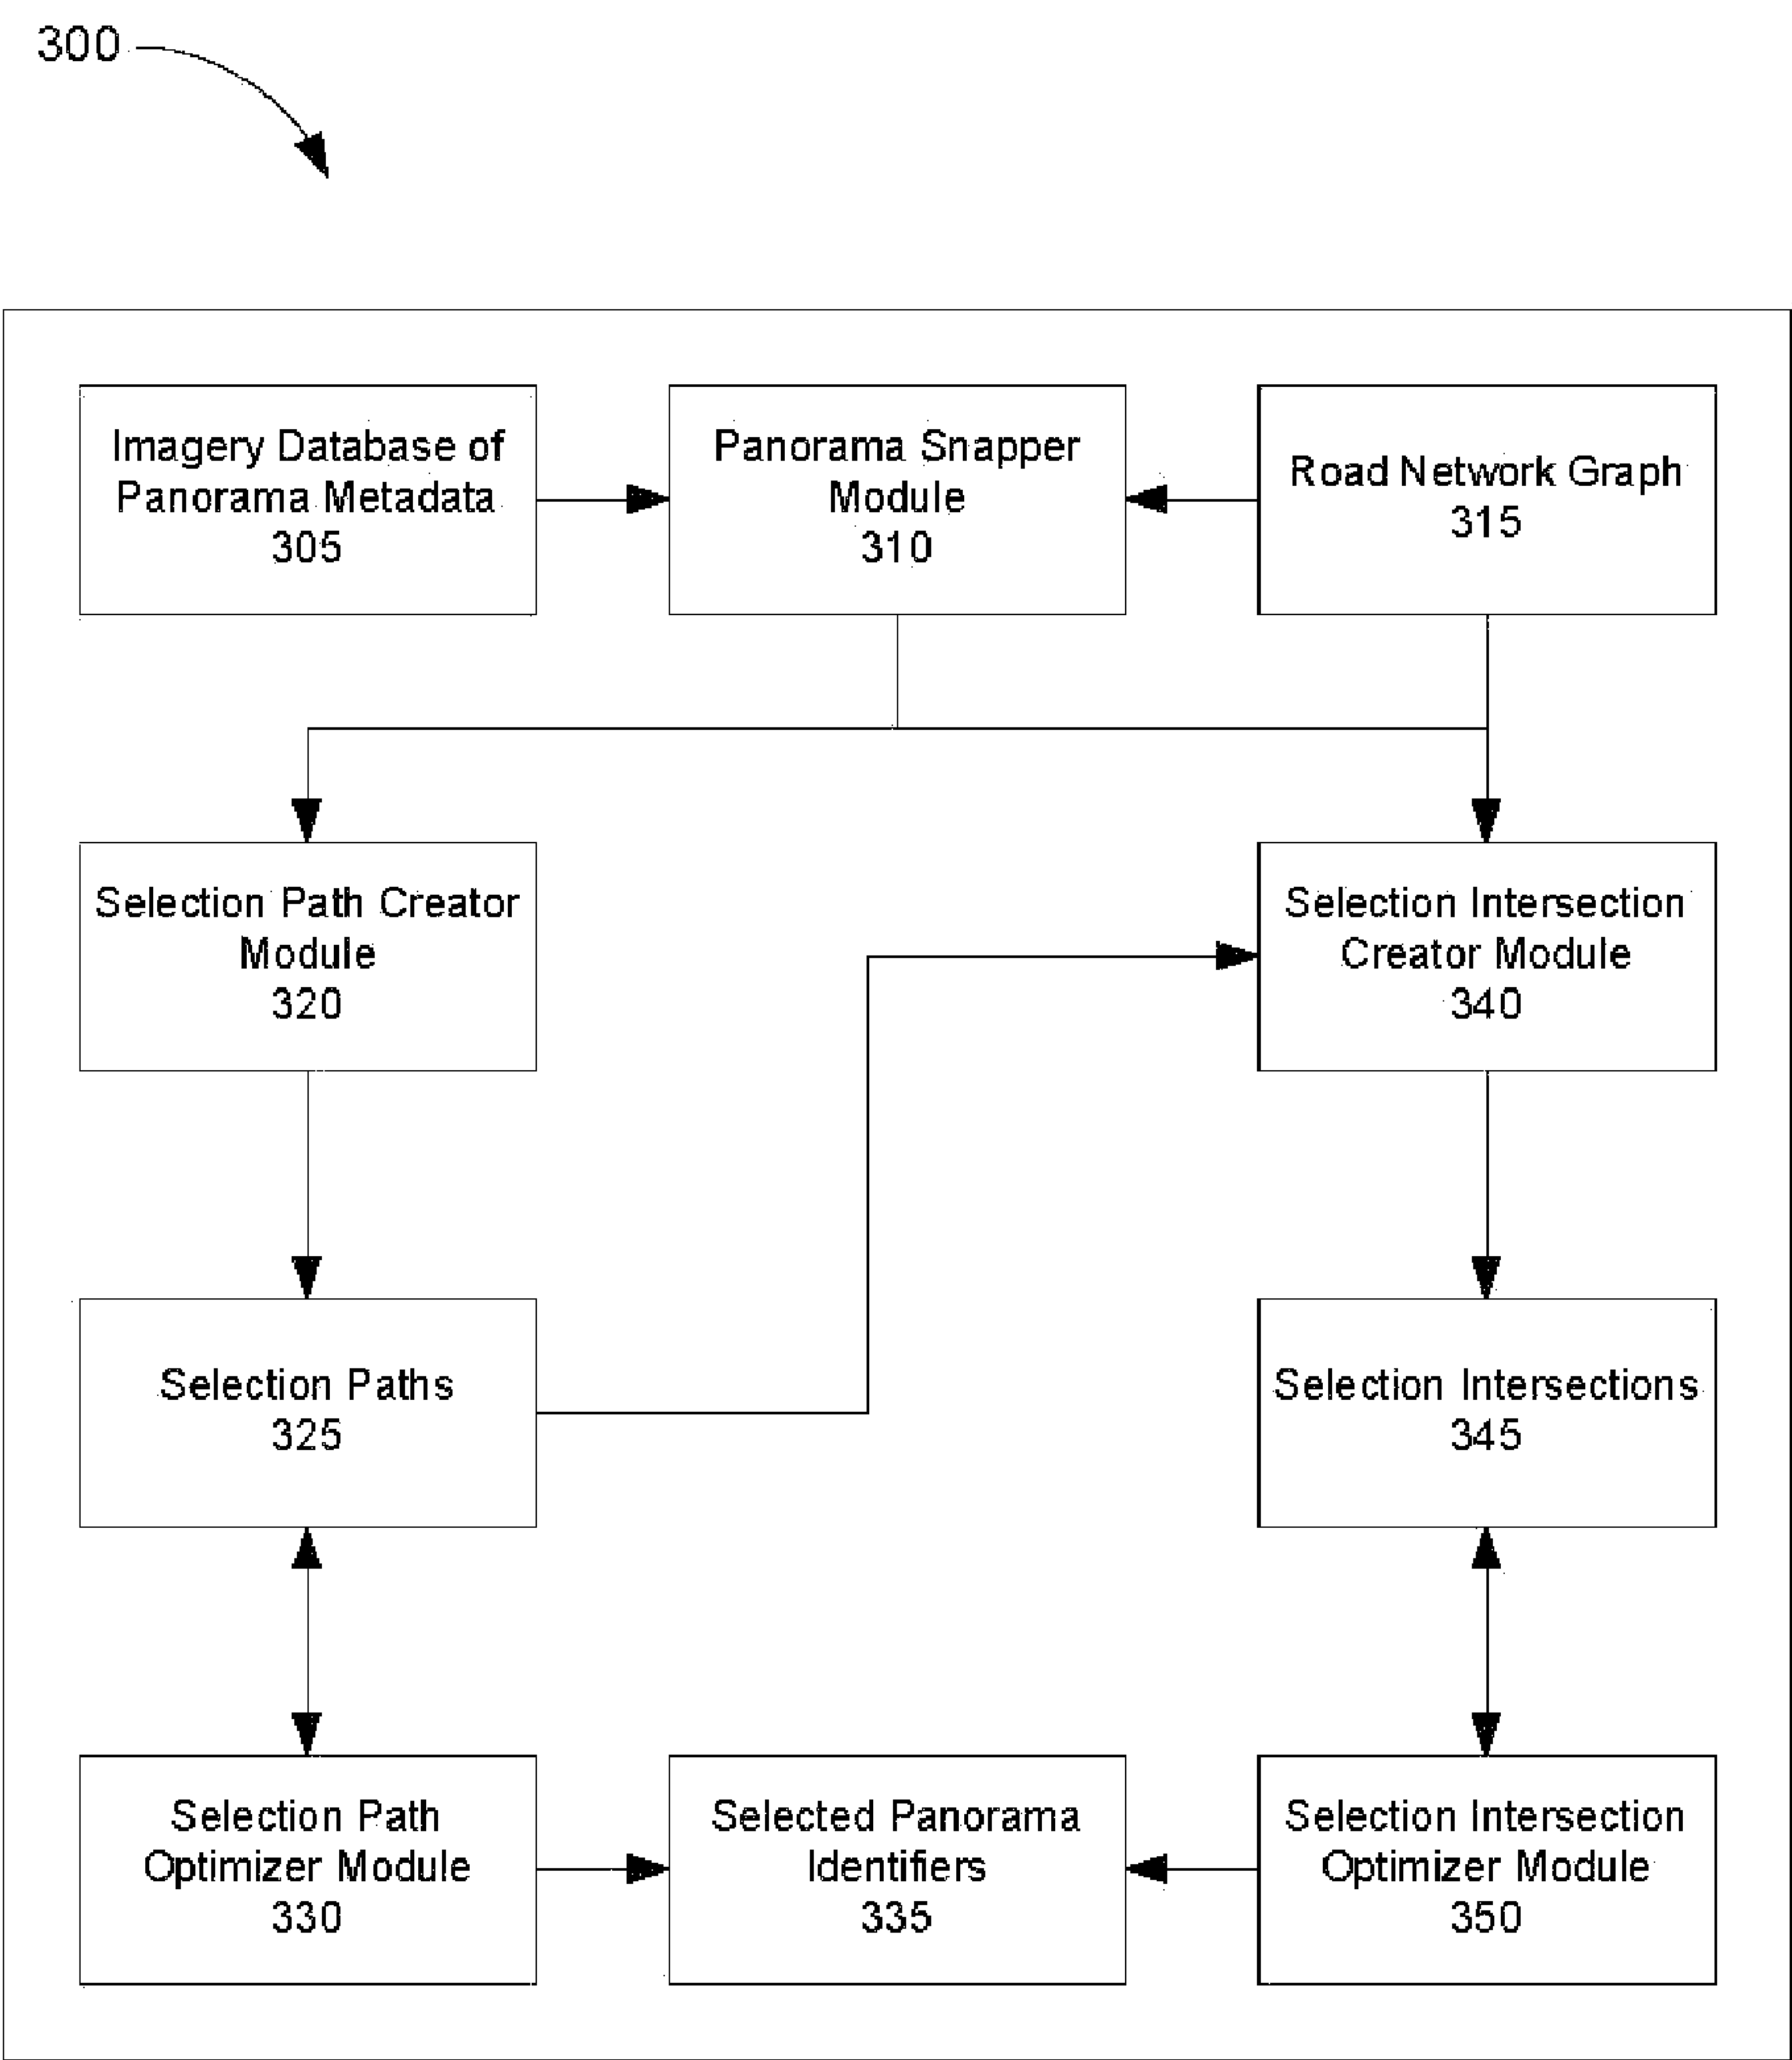 300
Imagery Database of
Panorama Metadata
305
Panorama Snapper
Module
310
Road Network Graph
315
Selection Path Creator
Module
320
Selection Intersection
Creator Module
340
Selection Paths
325
Selection Intersections
345
Selection Path
Optimizer Module
330
Selected Panorama
Identifiers
335
Selection Intersection
Optimizer Module
350